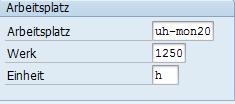 Arbeitsplatz
Arbeitsplatz uh-mon20
Werk 1250
Einheit h